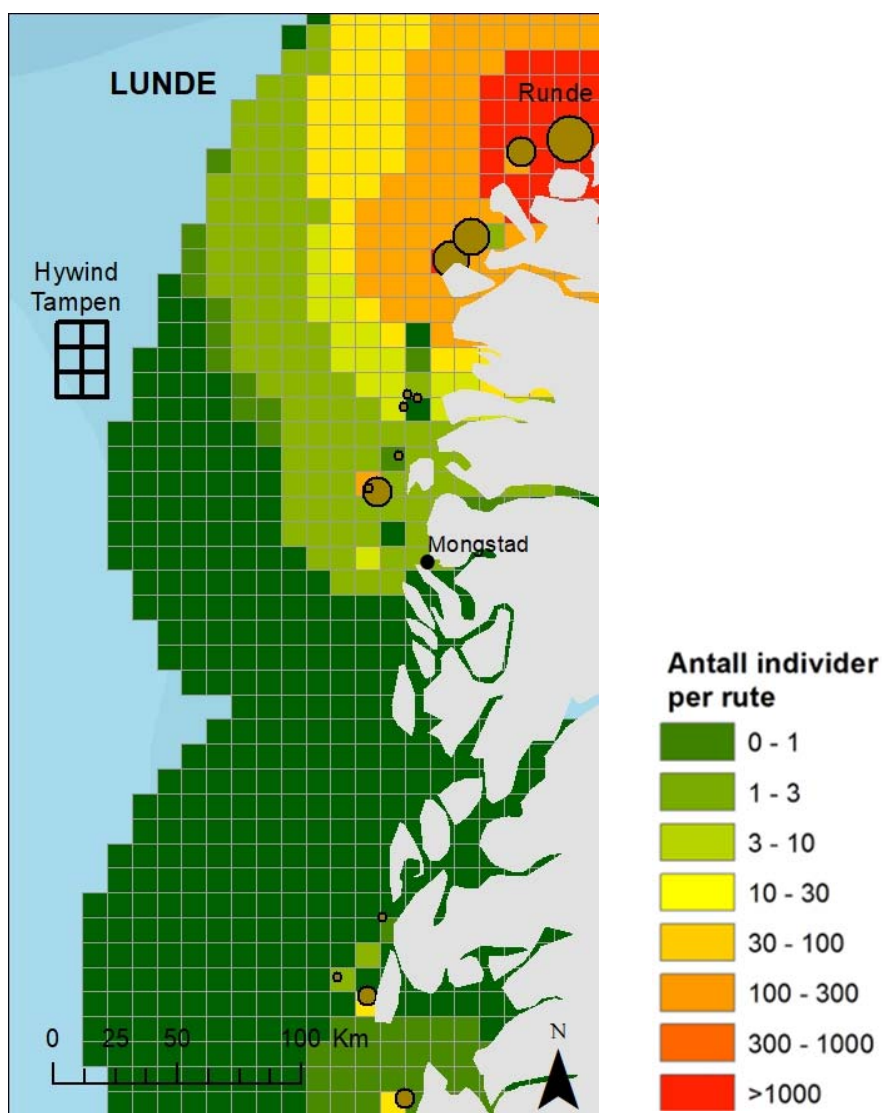 LUNDE
Runde
Hywind
Tampen
Mongstad
0 25 50 100 Km
N
Antall individer
per rute
0 - 1
1 - 3
3 - 10
10 - 30
30 - 100
100 - 300
300 - 1000
>1000